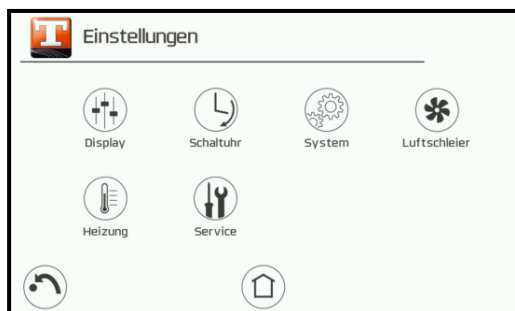 T Einstellungen
Display Schaltuhr System Luftschleier
Heizung Service